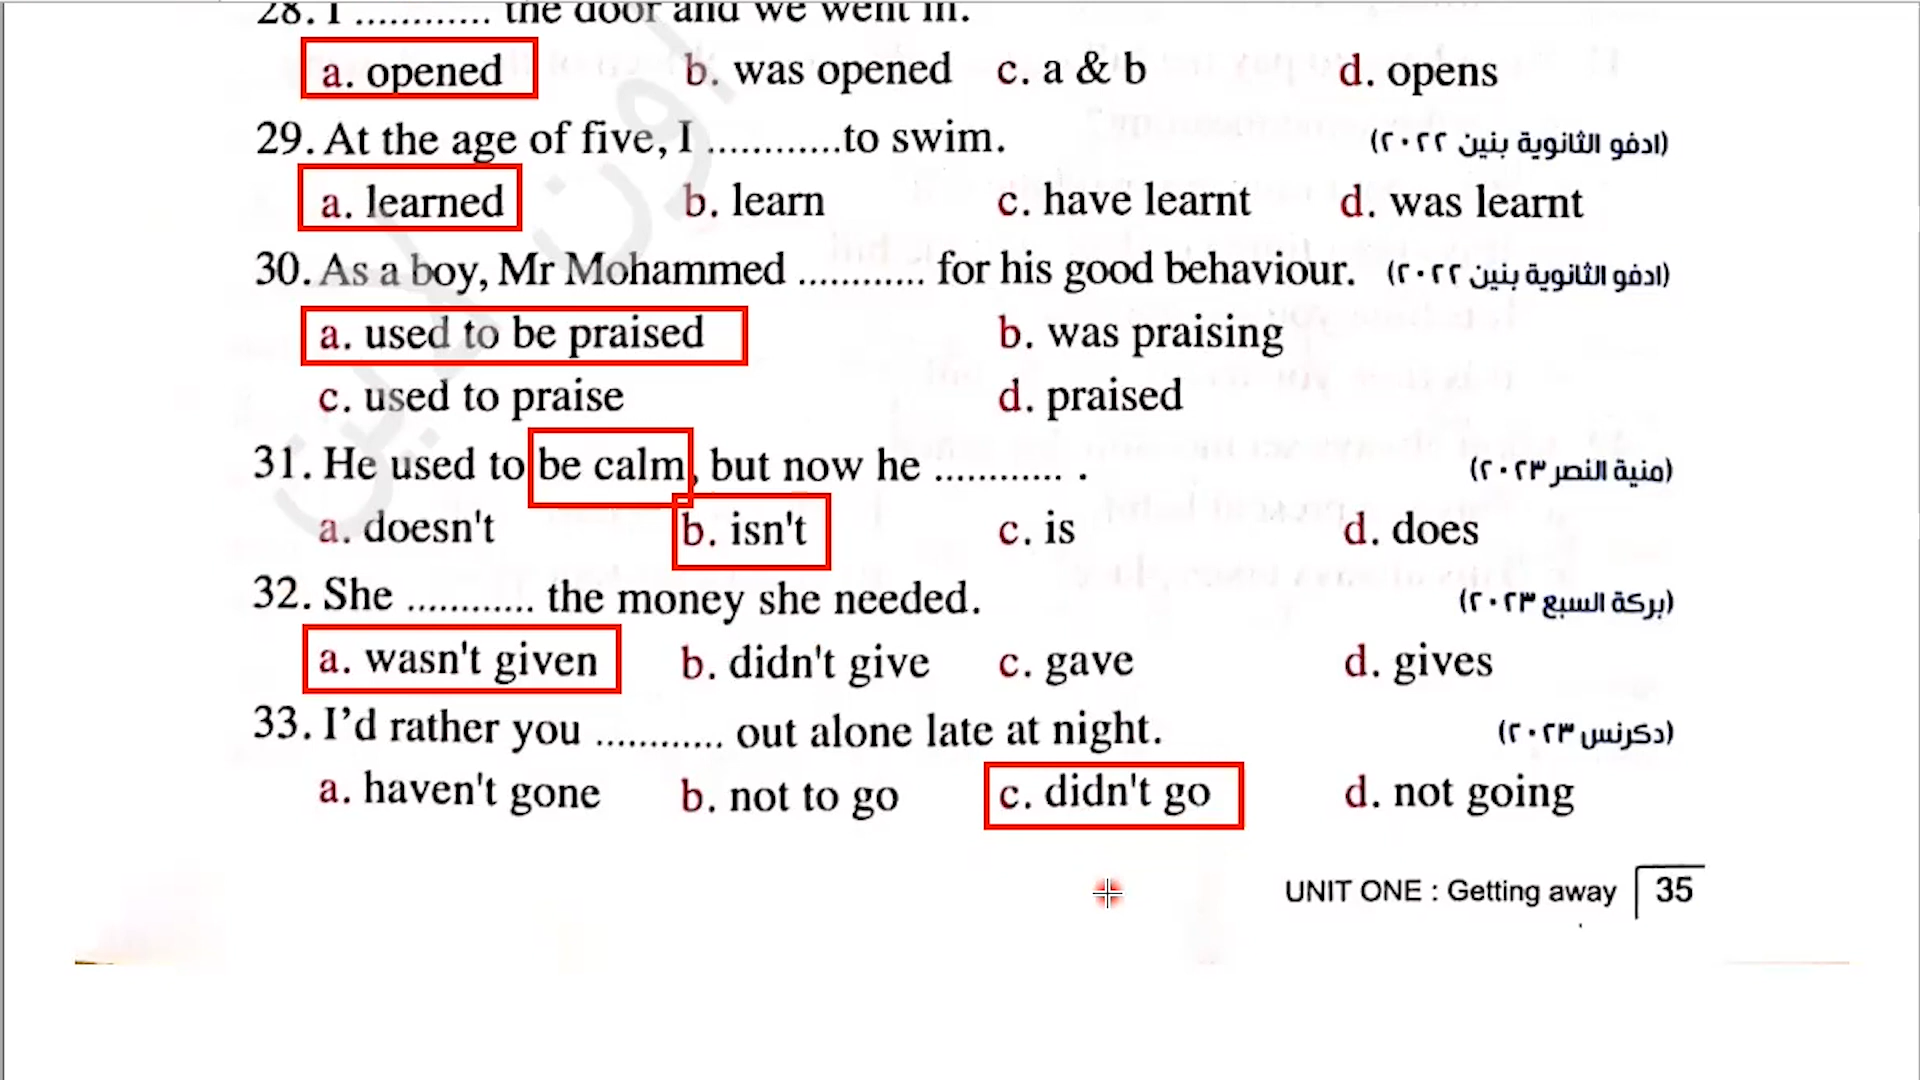 28. I ............ the door and we went in.
a. opened b. was opened c. a & b d. opens
29. At the age of five, I ............to swim. (ادفو الثانوية بنين ٢٠٢٢)
a. learned b. learn c. have learnt d. was learnt
30. As a boy, Mr Mohammed ............ for his good behaviour. (ادفو الثانوية بنين ٢٠٢٢)
a. used to be praised b. was praising
c. used to praise d. praised
31. He used to be calm, but now he ............ . (منية النصر ٢٠٢٣)
a. doesn't b. isn't c. is d. does
32. She ............ the money she needed. (بركة السبع ٢٠٢٣)
a. wasn't given b. didn't give c. gave d. gives
33. I’d rather you ............ out alone late at night. (دكرنس ٢٠٢٣)
a. haven't gone b. not to go c. didn't go d. not going
UNIT ONE : Getting away 35